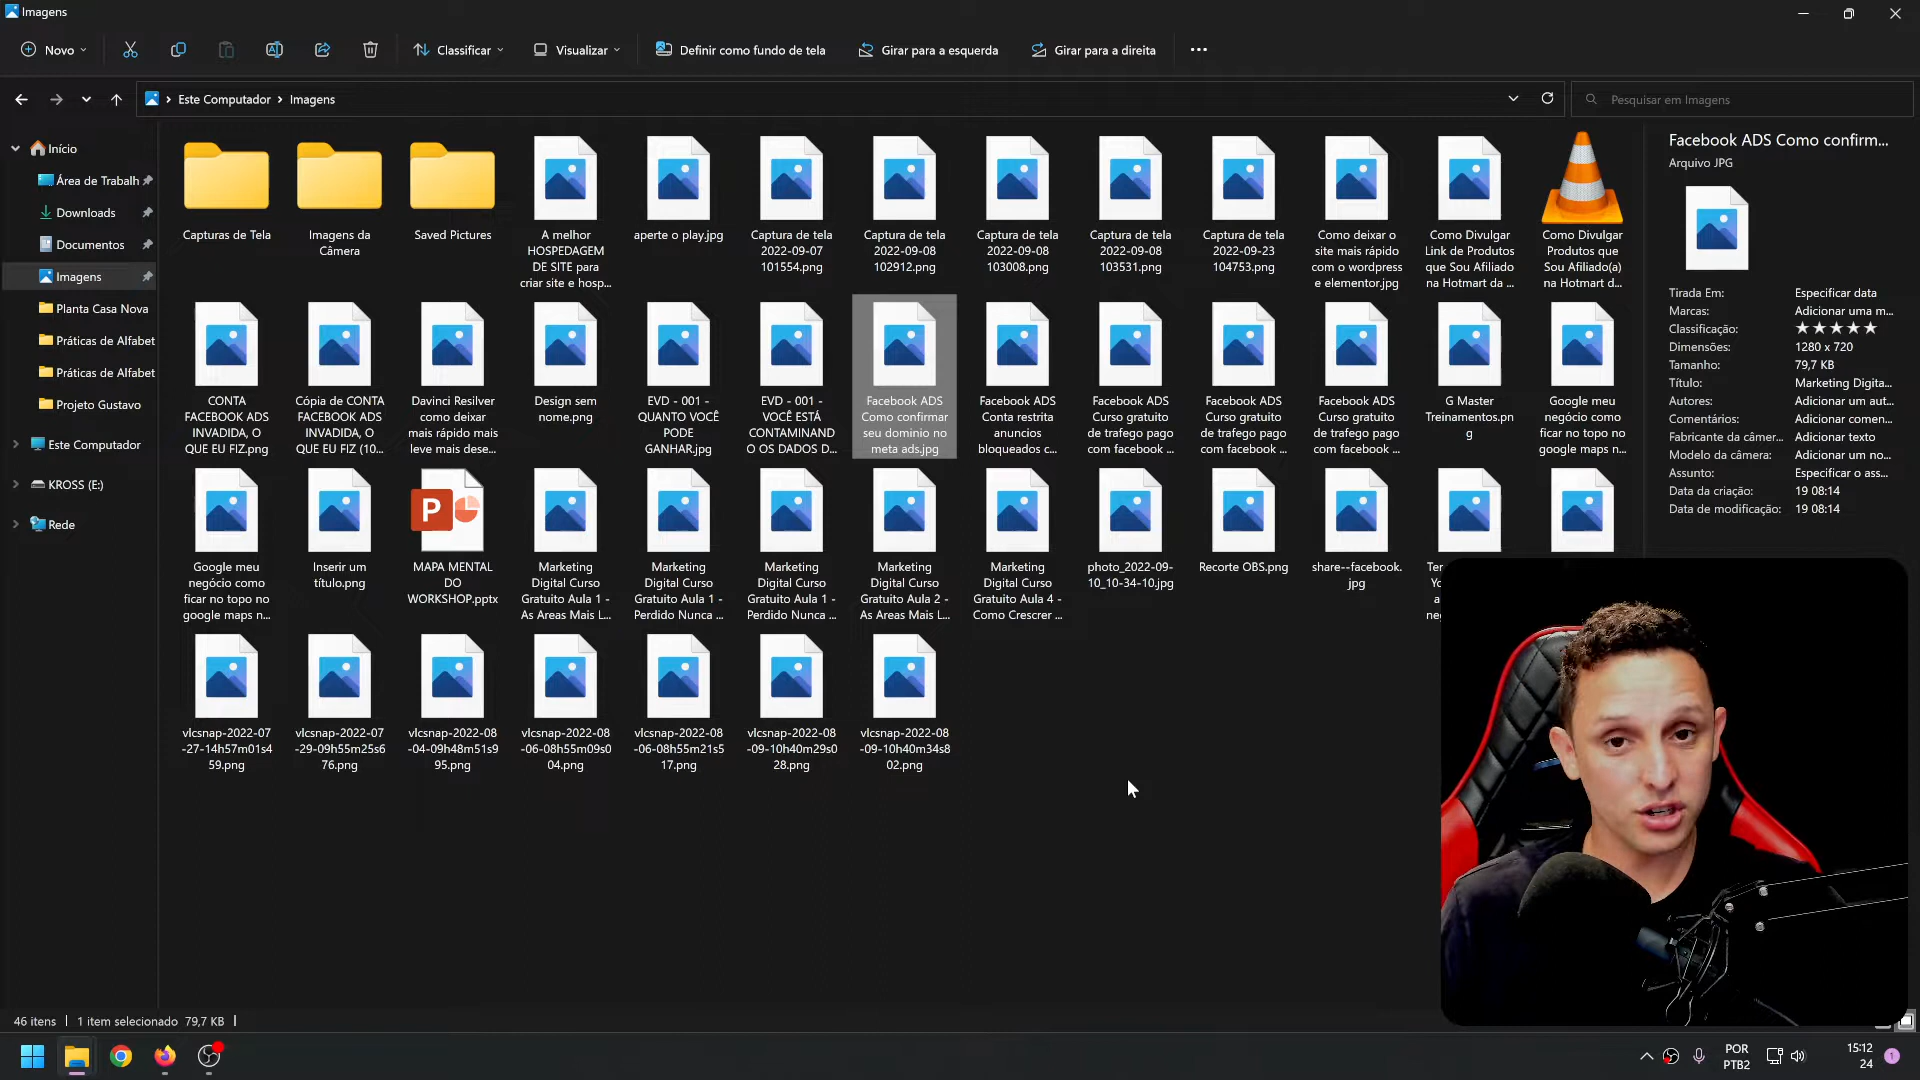 Imagens
Novo
Classificar
Visualizar
Definir como fundo de tela
Girar para a esquerda
Girar para a direita
Este Computador
Imagens
Pesquisar em Imagens
Início
Área de Trabalh
Downloads
Documentos
Imagens
Planta Casa Nova
Práticas de Alfabet
Práticas de Alfabet
Projeto Gustavo
Este Computador
KROSS (E:)
Rede
Capturas de Tela
Imagens da
Câmera
Saved Pictures
A melhor
HOSPEDAGEM
DE SITE para
criar site e hosp...
aperte o play.jpg
Captura de tela
2022-09-07
101554.png
Captura de tela
2022-09-08
102912.png
Captura de tela
2022-09-08
103008.png
Captura de tela
2022-09-08
103531.png
Captura de tela
2022-09-23
104753.png
Como deixar o
site mais rápido
com o wordpress
e elementor.jpg
Como Divulgar
Link de Produtos
que Sou Afiliado
na Hotmart da ...
Como Divulgar
Produtos que
Sou Afiliado(a)
na Hotmart d...
CONTA
FACEBOOK ADS
INVADIDA, O
QUE EU FIZ.png
Cópia de CONTA
FACEBOOK ADS
INVADIDA, O
QUE EU FIZ (10...
Davinci Resilver
como deixar
mais rápido mais
leve mais dese...
Design sem
nome.png
EVD - 001 -
QUANTO VOCÊ
PODE
GANHAR.jpg
EVD - 001 -
VOCÊ ESTÁ
CONTAMINAND
O OS DADOS D...
Facebook ADS
Como confirmar
seu dominio no
meta ads.jpg
Facebook ADS
Conta restrita
anuncios
bloqueados c...
Facebook ADS
Curso gratuito
de trafego pago
com facebook ...
Facebook ADS
Curso gratuito
de trafego pago
com facebook ...
Facebook ADS
Curso gratuito
de trafego pago
com facebook ...
G Master
Treinamentos.pn
g
Google meu
negócio como
ficar no topo no
google maps n...
Google meu
negócio como
ficar no topo no
google maps n...
Inserir um
título.png
MAPA MENTAL
DO
WORKSHOP.pptx
Marketing
Digital Curso
Gratuito Aula 1 -
As Areas Mais L...
Marketing
Digital Curso
Gratuito Aula 1 -
Perdido Nunca ...
Marketing
Digital Curso
Gratuito Aula 1 -
Perdido Nunca ...
Marketing
Digital Curso
Gratuito Aula 2 -
As Areas Mais L...
Marketing
Digital Curso
Gratuito Aula 4 -
Como Crescrer ...
photo_2022-09-
10_10-34-10.jpg
Recorte OBS.png
share--facebook.
jpg
vlcsnap-2022-07
-27-14h57m01s4
59.png
vlcsnap-2022-07
-29-09h55m25s6
76.png
vlcsnap-2022-08
-04-09h48m51s9
95.png
vlcsnap-2022-08
-06-08h55m09s0
04.png
vlcsnap-2022-08
-06-08h55m21s5
17.png
vlcsnap-2022-08
-09-10h40m29s0
28.png
vlcsnap-2022-08
-09-10h40m34s8
02.png
Facebook ADS Como confirm...
Arquivo JPG
Tirada Em: Especificar data
Marcas: Adicionar uma m...
Classificação:
Dimensões: 1280 x 720
Tamanho: 79,7 KB
Título: Marketing Digita...
Autores: Adicionar um aut...
Comentários: Adicionar comen...
Fabricante da câmer... Adicionar texto
Modelo da câmera: Adicionar um no...
Assunto: Especificar o ass...
Data da criação: 19 08:14
Data de modificação: 19 08:14
46 itens
1 item selecionado 79,7 KB
POR
PTB2
15:12
24
1